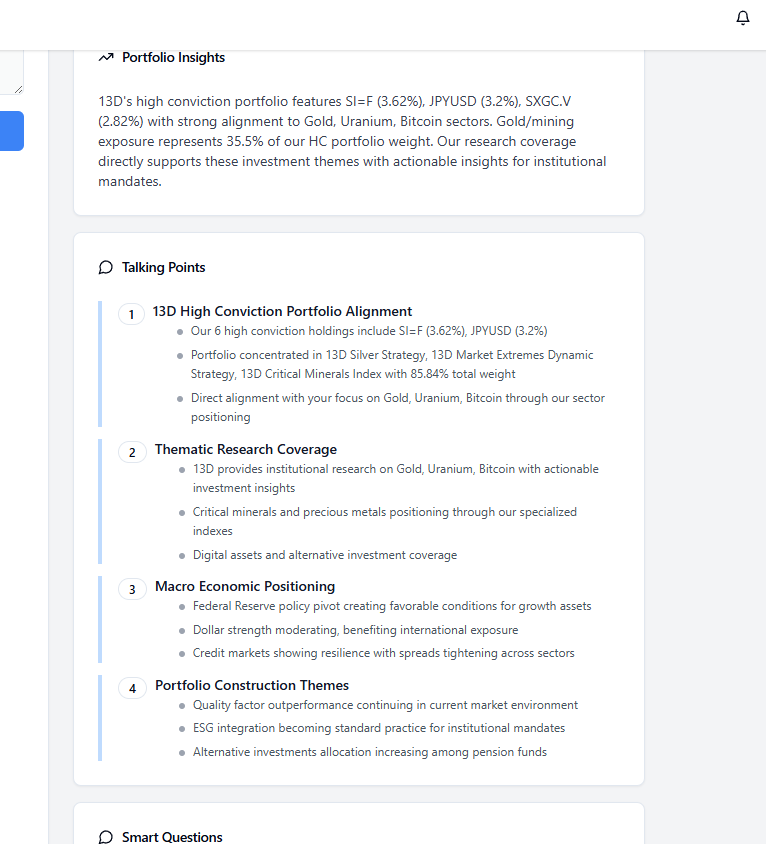 Portfolio Insights
13D's high conviction portfolio features SI=F (3.62%), JPYUSD (3.2%), SXGC.V
(2.82%) with strong alignment to Gold, Uranium, Bitcoin sectors. Gold/mining
exposure represents 35.5% of our HC portfolio weight. Our research coverage
directly supports these investment themes with actionable insights for institutional
mandates.
Talking Points
1 13D High Conviction Portfolio Alignment
Our 6 high conviction holdings include SI=F (3.62%), JPYUSD (3.2%)
Portfolio concentrated in 13D Silver Strategy, 13D Market Extremes Dynamic
Strategy, 13D Critical Minerals Index with 85.84% total weight
Direct alignment with your focus on Gold, Uranium, Bitcoin through our sector
positioning
2 Thematic Research Coverage
13D provides institutional research on Gold, Uranium, Bitcoin with actionable
investment insights
Critical minerals and precious metals positioning through our specialized
indexes
Digital assets and alternative investment coverage
3 Macro Economic Positioning
Federal Reserve policy pivot creating favorable conditions for growth assets
Dollar strength moderating, benefiting international exposure
Credit markets showing resilience with spreads tightening across sectors
4 Portfolio Construction Themes
Quality factor outperformance continuing in current market environment
ESG integration becoming standard practice for institutional mandates
Alternative investments allocation increasing among pension funds
Smart Questions